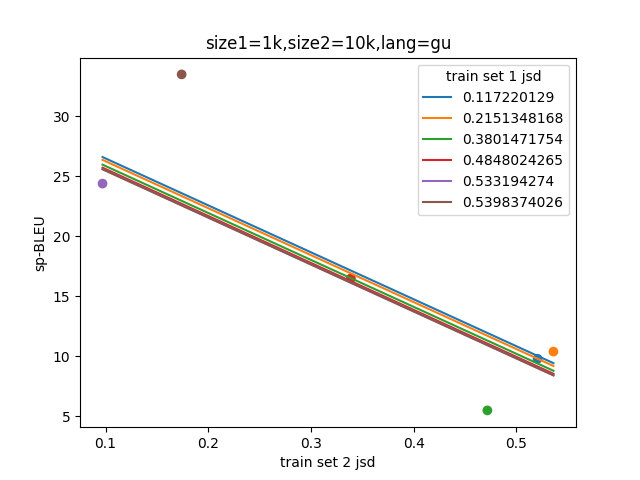 size1=1k,size2=10k,lang=gu
train set 1 jsd
0.117220129
0.2151348168
0.3801471754
0.4848024265
0.533194274
0.5398374026
sp-BLEU
30
25
20
15
10
5
0.1 0.2 0.3 0.4 0.5
train set 2 jsd